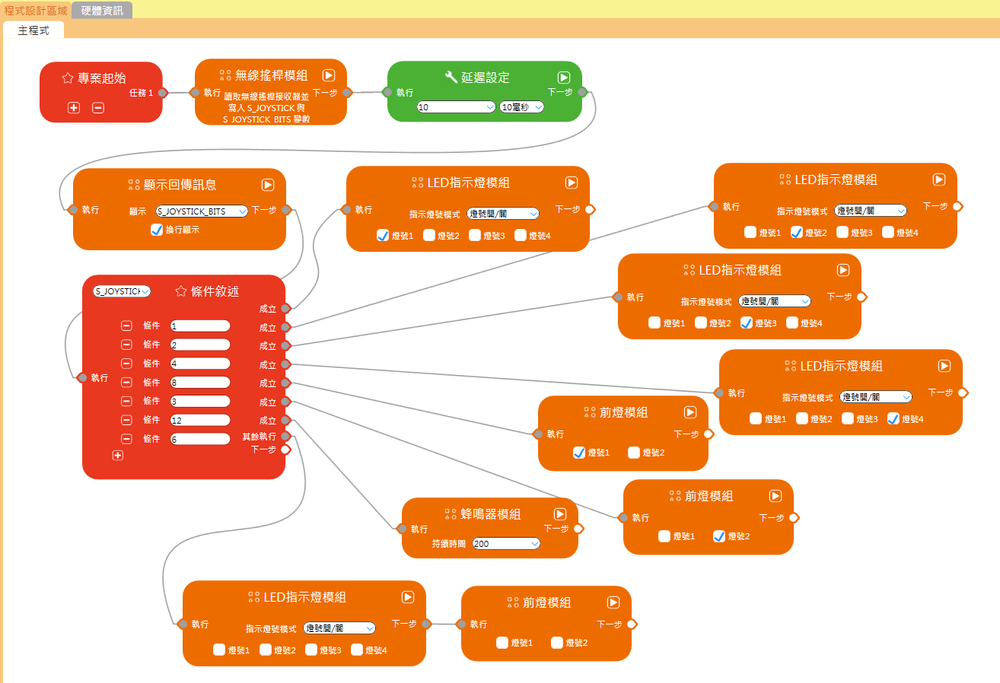 程式設計區域 硬體資訊
主程式
專案起始
任務 1
無線搖桿模組
執行
讀取無線搖桿接收器並
寫入 S_JOYSTICK 與
S_JOYSTICK_BITS 變數
下一步
延遲設定
執行
下一步
10 10毫秒
顯示回傳訊息
執行 顯示 S_JOYSTICK_BITS 下一步
換行顯示
LED指示燈模組
執行 指示燈號模式 燈號開/關 下一步
燈號1 燈號2 燈號3 燈號4
LED指示燈模組
執行 指示燈號模式 燈號開/關 下一步
燈號1 燈號2 燈號3 燈號4
LED指示燈模組
執行 指示燈號模式 燈號開/關 下一步
燈號1 燈號2 燈號3 燈號4
S_JOYSTICK 條件敘述
成立
條件 1 成立
條件 2 成立
條件 4 成立
執行 條件 8 成立
條件 3 成立
條件 12 成立
條件 6 其餘執行
下一步
LED指示燈模組
執行 指示燈號模式 燈號開/關 下一步
燈號1 燈號2 燈號3 燈號4
前燈模組
執行 下一步
燈號1 燈號2
前燈模組
執行 下一步
燈號1 燈號2
蜂鳴器模組
執行 下一步
持續時間 200
LED指示燈模組
執行 指示燈號模式 燈號開/關 下一步
燈號1 燈號2 燈號3 燈號4
前燈模組
執行 下一步
燈號1 燈號2